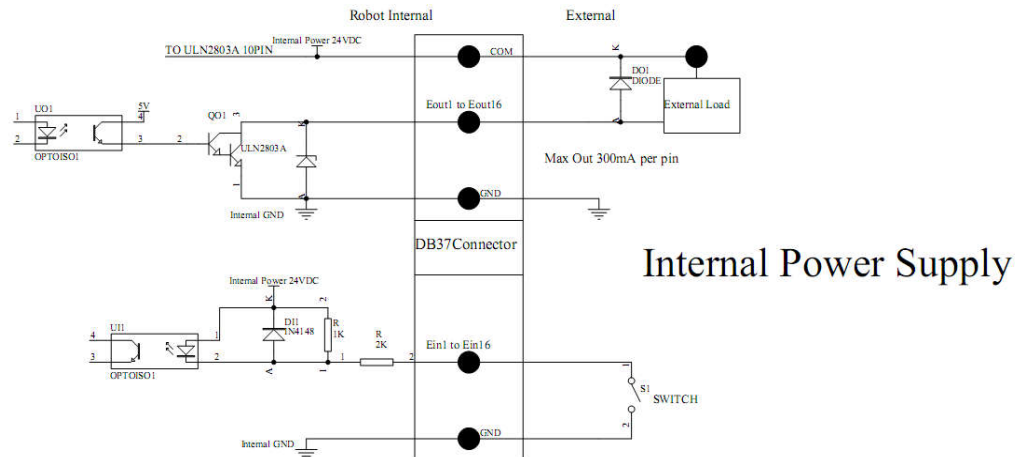 Robot Internal
External
Internal Power 24VDC
TO ULN2803A 10PIN
COM
K
DO1
DIODE
External Load
A
Eout1 to Eout16
UO1
5V
1
4
2
3
2
OPTOISO1
QO1
3
ULN2803A
K
1
A
Max Out 300mA per pin
GND
Internal GND
DB37Connector
Internal Power Supply
Internal Power 24VDC
K
2
UI1
4
1
3
2
OPTOISO1
DI1
1N4148
R
1K
A
1
1
R
2K
2
Ein1 to Ein16
1
S1
SWITCH
2
GND
Internal GND